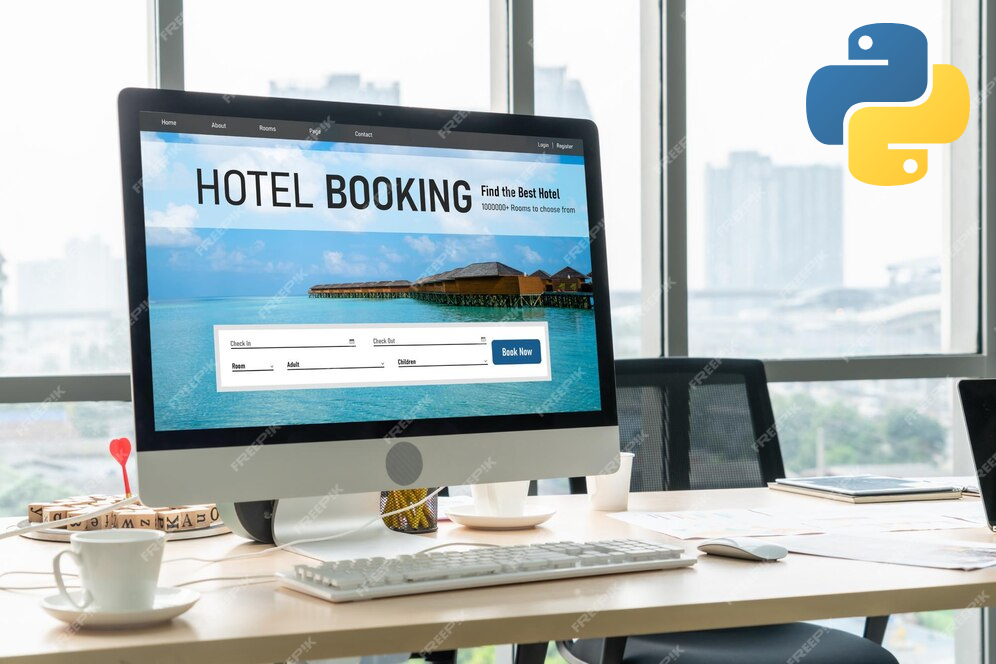 Home About Rooms Page Contact
Login | Register
HOTEL BOOKING
Find the Best Hotel
1000000+ Rooms to choose from
Check In
Check Out
Room
Adult
Children
Book Now
FREEPIK